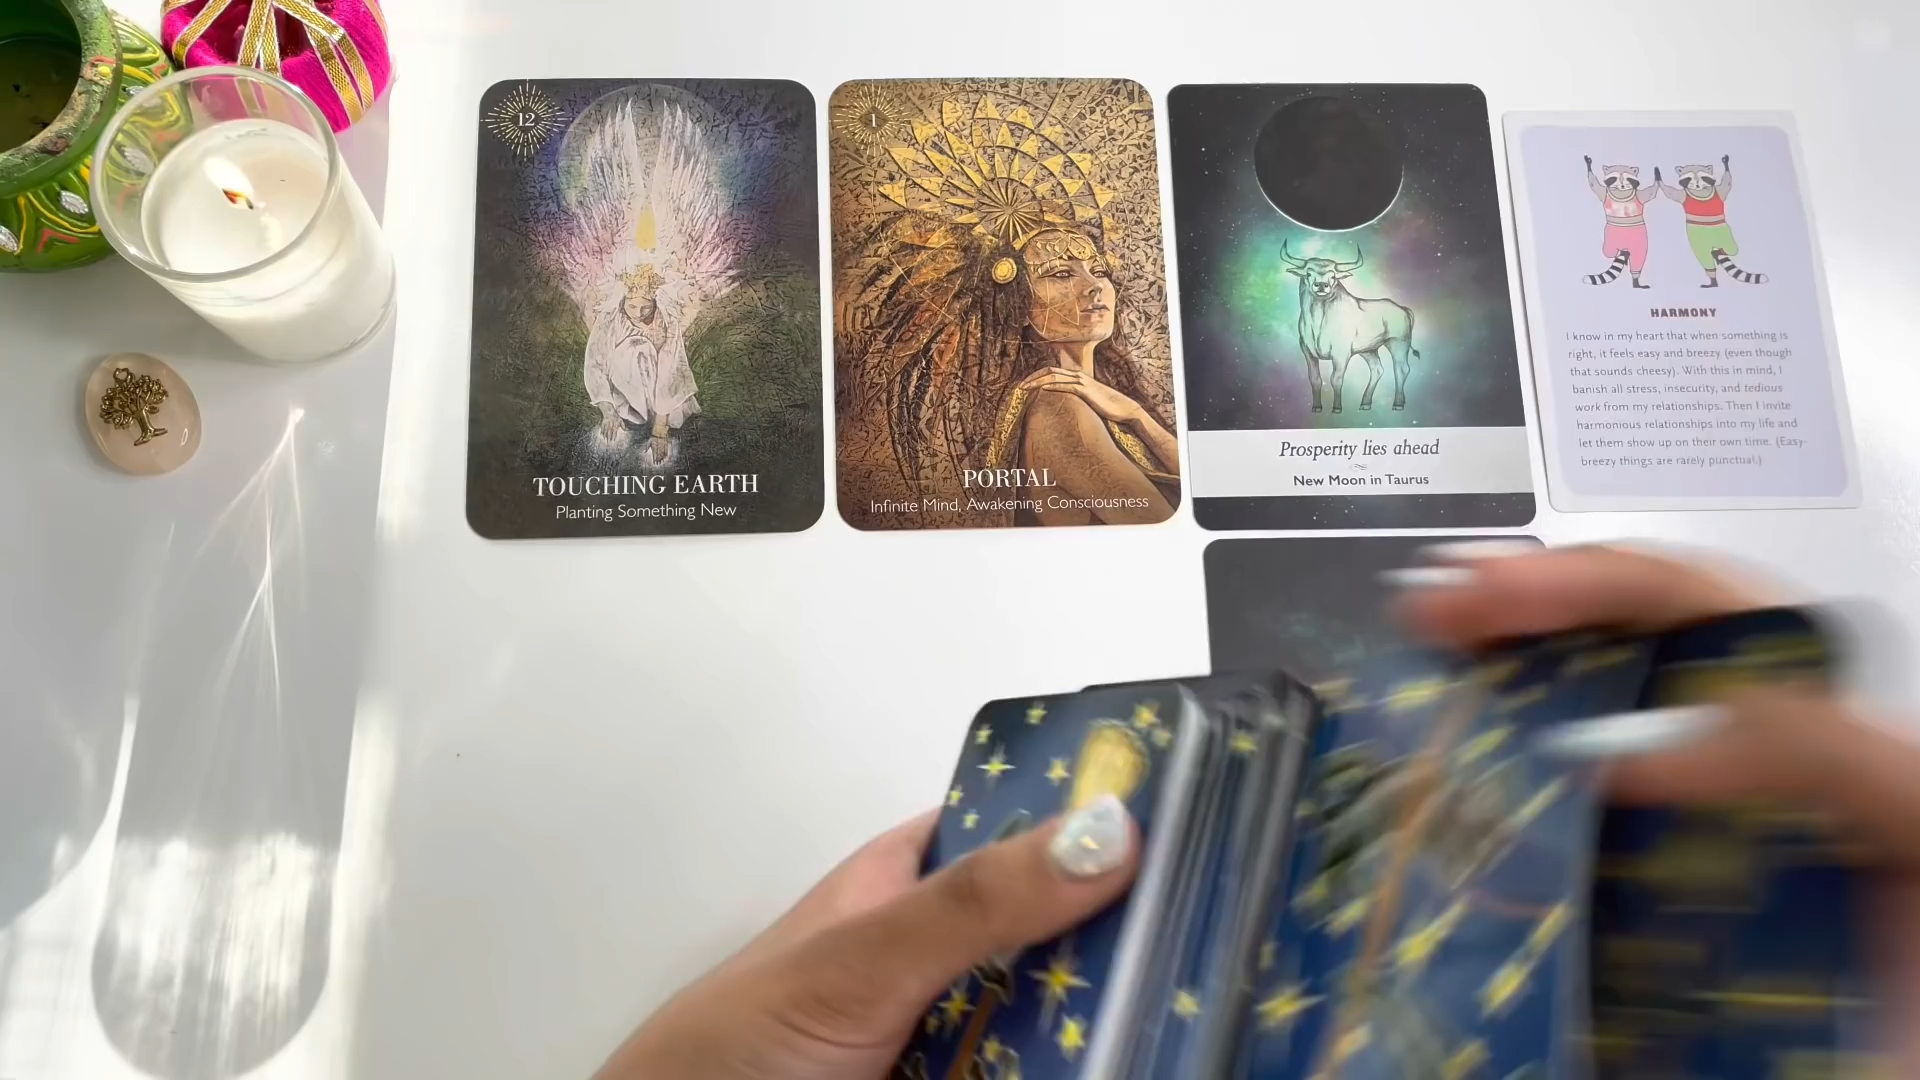 12
TOUCHING EARTH
Planting Something New
1
PORTAL
Infinite Mind, Awakening Consciousness
Prosperity lies ahead
New Moon in Taurus
HARMONY
I know in my heart that when something is
right, it feels easy and breezy (even though
that sounds cheesy). With this in mind, I
banish all stress, insecurity, and tedious
work from my relationships. Then I invite
harmonious relationships into my life and
let them show up on their own time. (Easy-
breezy things are rarely punctual.)